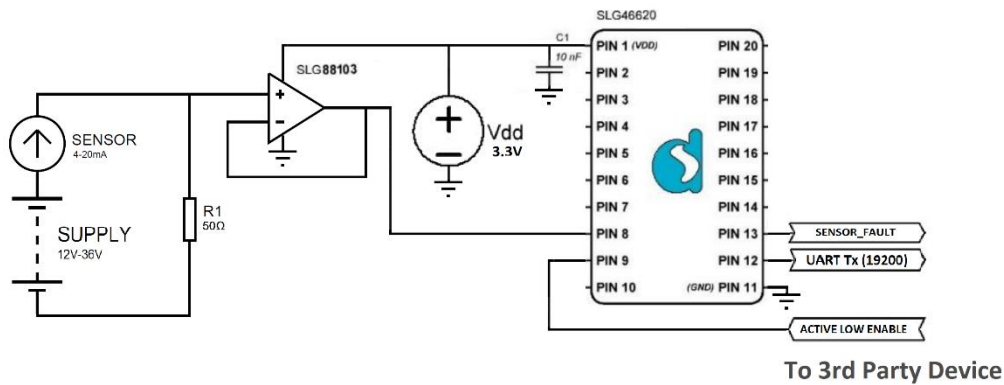 SLG46620
C1
10 nF
SLG88103
+
-
SENSOR
4-20mA
SUPPLY
12V-36V
R1
50Ω
+
-
Vdd
3.3V
PIN 1 (VDD) PIN 20
PIN 2 PIN 19
PIN 3 PIN 18
PIN 4 PIN 17
PIN 5 PIN 16
PIN 6 PIN 15
PIN 7 PIN 14
PIN 8 PIN 13
PIN 9 PIN 12
PIN 10 (GND) PIN 11
SENSOR_FAULT
UART Tx (19200)
ACTIVE LOW ENABLE
To 3rd Party Device